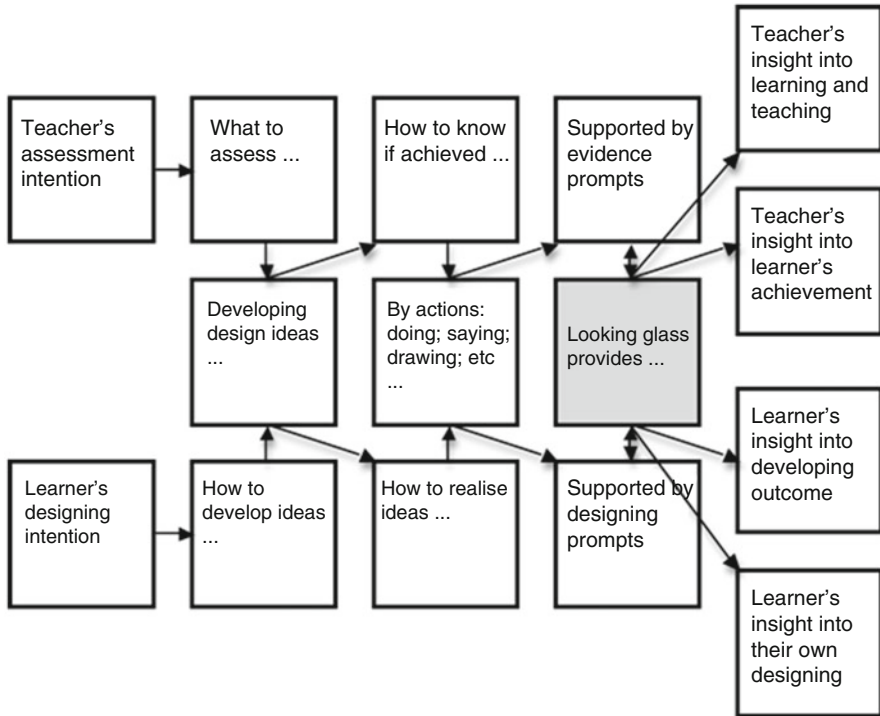 Teacher's
assessment
intention
What to
assess ...
How to know
if achieved ...
Supported by
evidence
prompts
Teacher's
insight into
learning and
teaching
Teacher's
insight into
learner's
achievement
Developing
design ideas
...
By actions:
doing; saying;
drawing; etc
...
Looking glass
provides ...
Learner's
insight into
developing
outcome
Learner's
designing
intention
How to
develop ideas
...
How to realise
ideas ...
Supported by
designing
prompts
Learner's
insight into
their own
designing